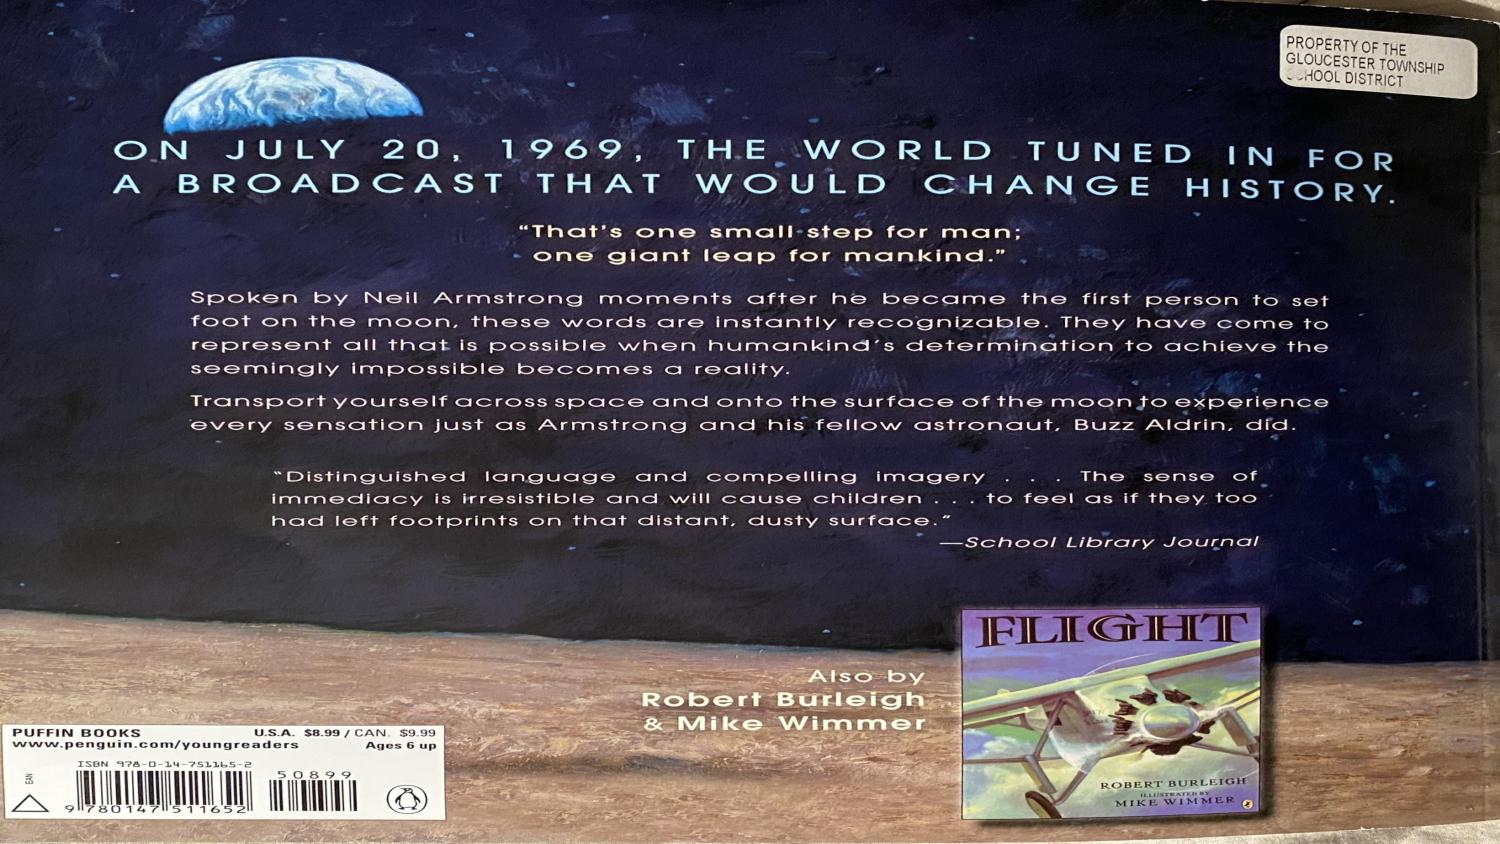 PROPERTY OF THE
GLOUCESTER TOWNSHIP
SCHOOL DISTRICT
ON JULY 20, 1969, THE WORLD TUNED IN FOR
A BROADCAST THAT WOULD CHANGE HISTORY.
“That’s one small step for man;
one giant leap for mankind.”
Spoken by Neil Armstrong moments after he became the first person to set
foot on the moon, these words are instantly recognizable. They have come to
represent all that is possible when humankind’s determination to achieve the
seemingly impossible becomes a reality.
Transport yourself across space and onto the surface of the moon to experience
every sensation just as Armstrong and his fellow astronaut, Buzz Aldrin, did.
“Distinguished language and compelling imagery . . . The sense of
immediacy is irresistible and will cause children . . . to feel as if they too
had left footprints on that distant, dusty surface.”
—School Library Journal
Also by
Robert Burleigh
& Mike Wimmer
FLIGHT
ROBERT BURLEIGH
ILLUSTRATED BY
MIKE WIMMER
PUFFIN BOOKS U.S.A. $8.99 / CAN. $9.99
www.penguin.com/youngreaders Ages 6 up
ISBN 978-0-14-751165-2
50899
EAN
9 780147 511652